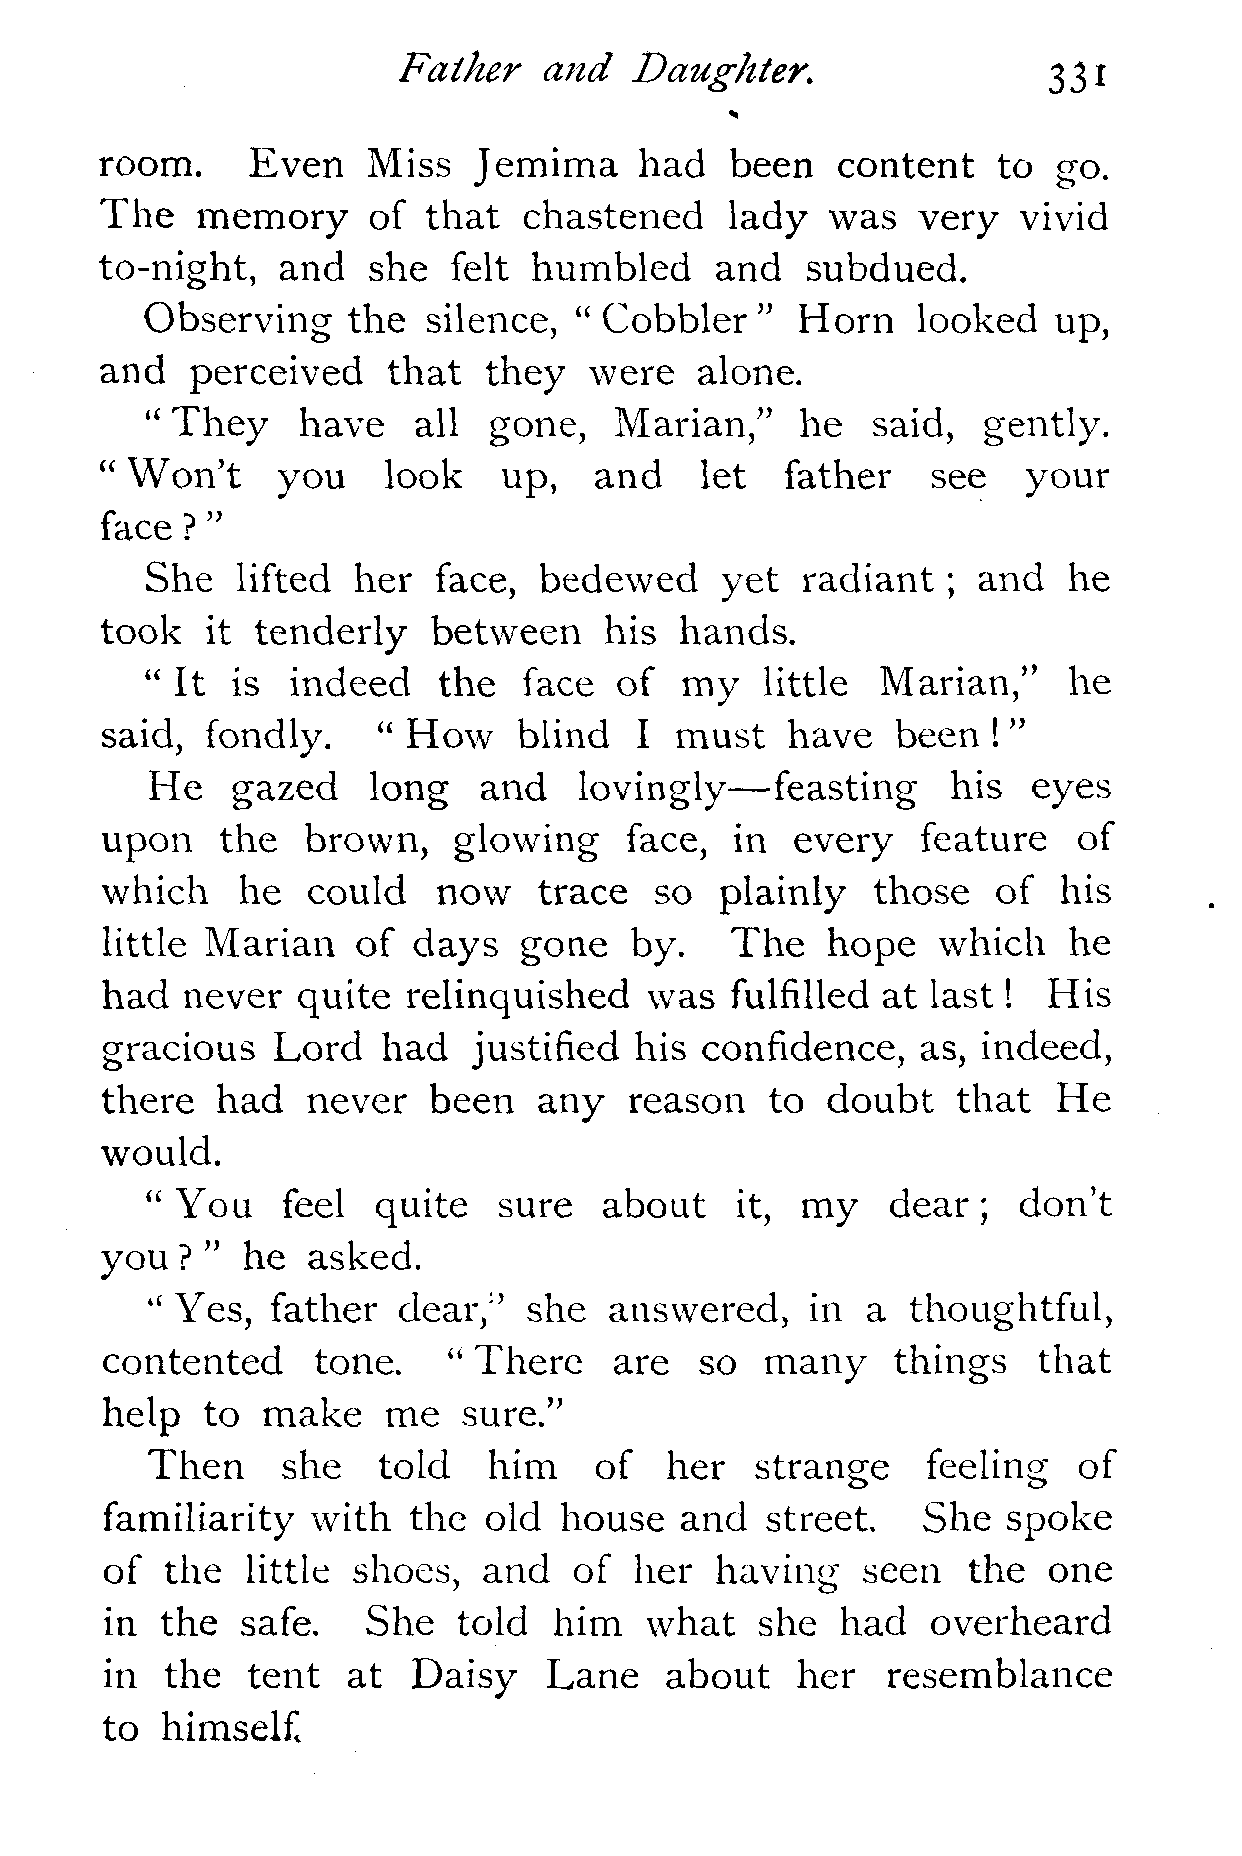 Father and Daughter. 331
room. Even Miss Jemima had been content to go.
The memory of that chastened lady was very vivid
to-night, and she felt humbled and subdued.
Observing the silence, “ Cobbler ” Horn looked up,
and perceived that they were alone.
“ They have all gone, Marian,” he said, gently.
“ Won’t you look up, and let father see your
face ? ”
She lifted her face, bedewed yet radiant ; and he
took it tenderly between his hands.
“ It is indeed the face of my little Marian,” he
said, fondly. “ How blind I must have been ! ”
He gazed long and lovingly—feasting his eyes
upon the brown, glowing face, in every feature of
which he could now trace so plainly those of his
little Marian of days gone by. The hope which he
had never quite relinquished was fulfilled at last ! His
gracious Lord had justified his confidence, as, indeed,
there had never been any reason to doubt that He
would.
“ You feel quite sure about it, my dear ; don’t
you ? ” he asked.
“ Yes, father dear,” she answered, in a thoughtful,
contented tone. “ There are so many things that
help to make me sure.”
Then she told him of her strange feeling of
familiarity with the old house and street. She spoke
of the little shoes, and of her having seen the one
in the safe. She told him what she had overheard
in the tent at Daisy Lane about her resemblance
to himself.